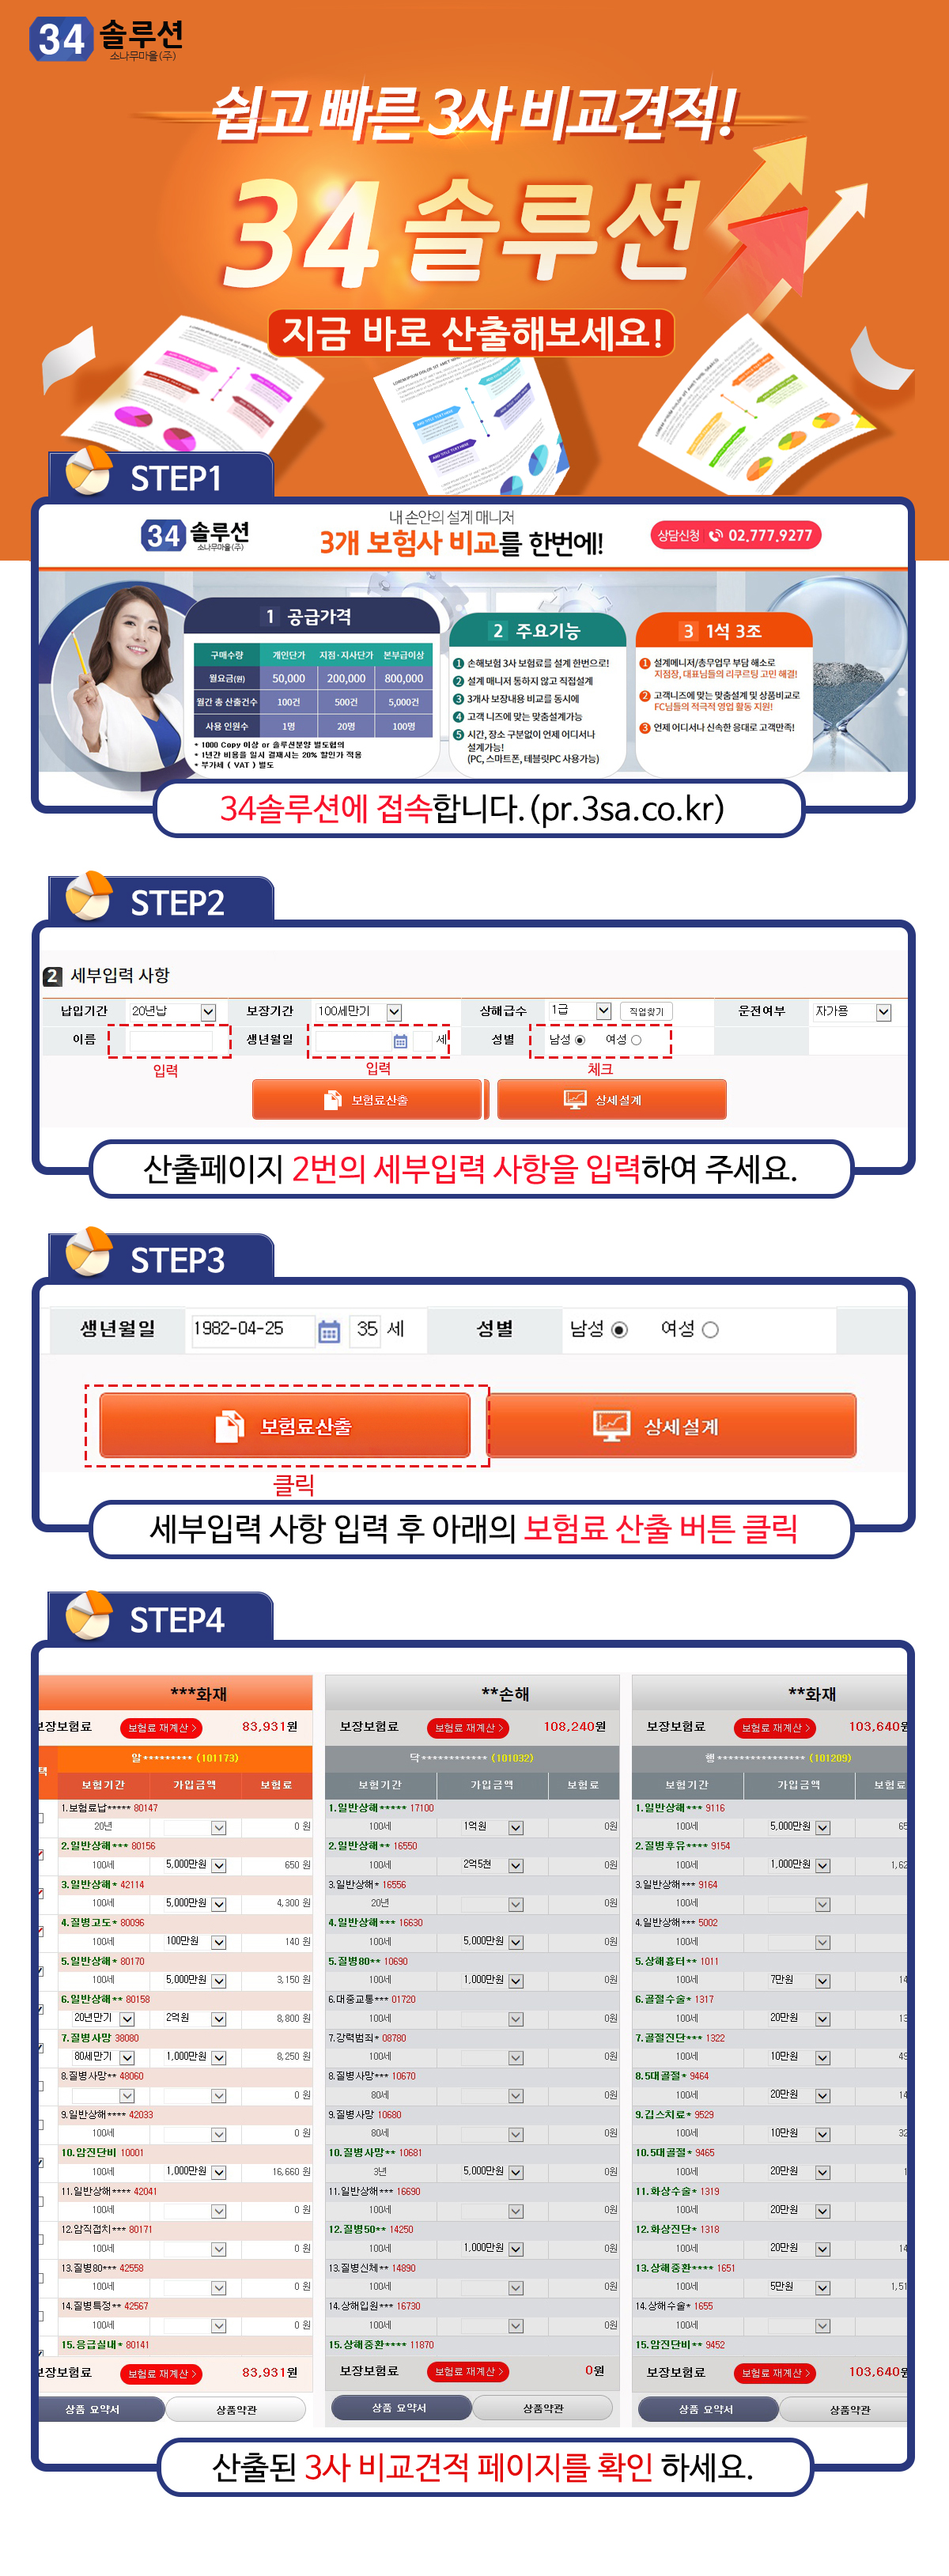 34 솔루션
소나무마을(주)
쉽고 빠른 3사 비교견적!
34 솔루션
지금 바로 산출해보세요!
STEP1
34 솔루션
소나무마을(주)
내 손안의 설계 매니저
3개 보험사 비교를 한번에!
상담신청 02.777.9277
1 공급가격
구매수량 개인단가 지점·지사단가 본부급이상
월요금(원) 50,000 200,000 800,000
월간 총 산출건수 100건 500건 5,000건
사용 인원수 1명 20명 100명
* 1000 Copy 이상 or 솔루션분양 별도협의
* 1년간 비용을 일시 결제시는 20% 할인가 적용
* 부가세 ( VAT ) 별도
2 주요기능
1 손해보험 3사 보험료를 설계 한번으로!
2 설계 매니저 통하지 않고 직접설계
3 3개사 보장내용 비교를 동시에
4 고객 니즈에 맞는 맞춤설계가능
5 시간, 장소 구분없이 언제 어디서나
설계가능!
(PC, 스마트폰, 테블릿PC 사용가능)
3 1석 3조
1 설계매니저/총무업무 부담 해소로
지점장, 대표님들의 리쿠르팅 고민 해결!
2 고객니즈에 맞는 맞춤설계 및 상품비교로
FC님들의 적극적 영업 활동 지원!
3 언제 어디서나 신속한 응대로 고객만족!
34솔루션에 접속합니다.(pr.3sa.co.kr)
STEP2
2 세부입력 사항
납입기간 20년납 보장기간 100세만기 상해급수 1급 직업찾기 운전여부 자가용
이름 생년월일 세 성별 남성 여성
입력 입력 체크
보험료산출 상세설계
산출페이지 2번의 세부입력 사항을 입력하여 주세요.
STEP3
생년월일 1982-04-25 35 세 성별 남성 여성
보험료산출 상세설계
클릭
세부입력 사항 입력 후 아래의 보험료 산출 버튼 클릭
STEP4
***화재
보장보험료 보험료 재계산 > 83,931원
알********* (101173)
택 보험기간 가입금액 보험료
1.보험료납***** 80147
20년 0 원
2.일반상해*** 80156
100세 5,000만원 650 원
3.일반상해* 42114
100세 5,000만원 4,300 원
4.질병고도* 80096
100세 100만원 140 원
5.일반상해* 80170
100세 5,000만원 3,150 원
6.일반상해** 80158
20년만기 2억원 8,800 원
7.질병사망 38080
80세만기 1,000만원 8,250 원
8.질병사망** 48060
0 원
9.일반상해**** 42033
100세 0 원
10.암진단비 10001
100세 1,000만원 16,660 원
11.일반상해**** 42041
100세 0 원
12.암직접치*** 80171
100세 0 원
13.질병80*** 42558
100세 0 원
14.질병특정** 42567
100세 0 원
15.응급실내* 80141
보장보험료 보험료 재계산 > 83,931원
상품 요약서 상품약관
**손해
보장보험료 보험료 재계산 > 108,240원
닥************ (101032)
보험기간 가입금액 보험료
1.일반상해***** 17100
100세 1억원 0원
2.일반상해** 16550
100세 2억5천 0원
3.일반상해* 16556
20년 0원
4.일반상해*** 16630
100세 5,000만원 0원
5.질병80** 10690
100세 1,000만원 0원
6.대중교통*** 01720
100세 0원
7.강력범죄* 08780
100세 0원
8.질병사망*** 10670
80세 0원
9.질병사망 10680
80세 0원
10.질병사망** 10681
3년 5,000만원 0원
11.일반상해*** 16690
100세 0원
12.질병50** 14250
100세 1,000만원 0원
13.질병신체** 14890
100세 0원
14.상해입원*** 16730
100세 0원
15.상해중환**** 11870
보장보험료 보험료 재계산 > 0원
상품 요약서 상품약관
**화재
보장보험료 보험료 재계산 > 103,640원
행**************** (101209)
보험기간 가입금액 보험료
1.일반상해*** 9116
100세 5,000만원 65
2.질병후유**** 9154
100세 1,000만원 1,62
3.일반상해*** 9164
100세
4.일반상해*** 5002
100세
5.상해흉터** 1011
100세 7만원 14
6.골절수술* 1317
100세 20만원 13
7.골절진단*** 1322
100세 10만원 49
8.5대골절* 9464
100세 20만원 14
9.깁스치료* 9529
100세 10만원 32
10.5대골절* 9465
100세 20만원 1
11.화상수술* 1319
100세 20만원
12.화상진단* 1318
100세 20만원 14
13.상해중환**** 1651
100세 5만원 1,51
14.상해수술* 1655
100세
15.암진단비** 9452
보장보험료 보험료 재계산 > 103,640원
상품 요약서 상품약관
산출된 3사 비교견적 페이지를 확인 하세요.